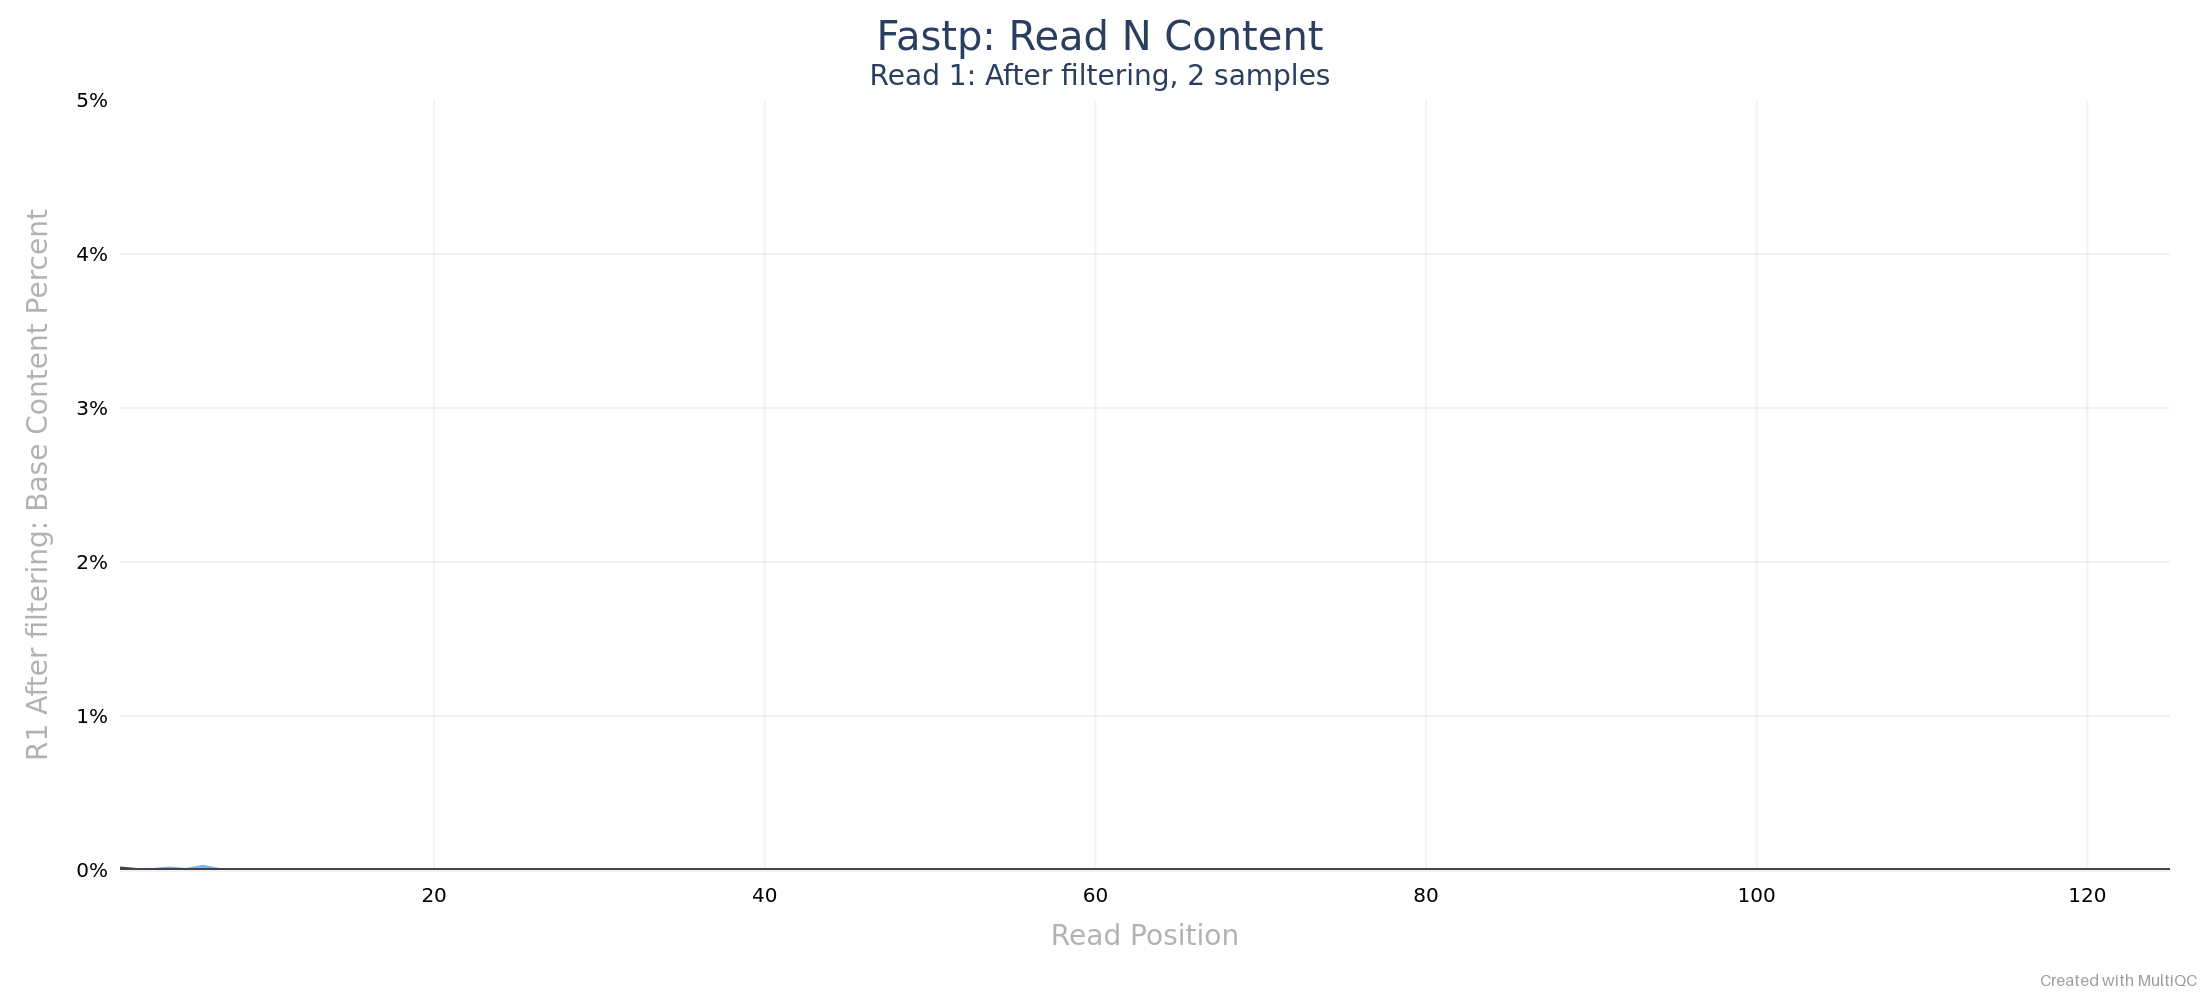 Fastp: Read N Content
Read 1: After filtering, 2 samples
R1 After filtering: Base Content Percent
5%
4%
3%
2%
1%
0%
20
40
60
80
100
120
Read Position
Created with MultiQC